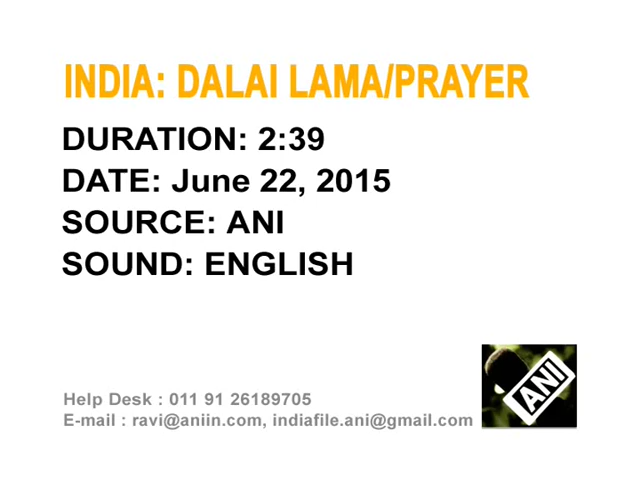 INDIA: DALAI LAMA/PRAYER
DURATION: 2:39
DATE: June 22, 2015
SOURCE: ANI
SOUND: ENGLISH
ANI
Help Desk : 011 91 26189705
E-mail : ravi@aniin.com, indiafile.ani@gmail.com